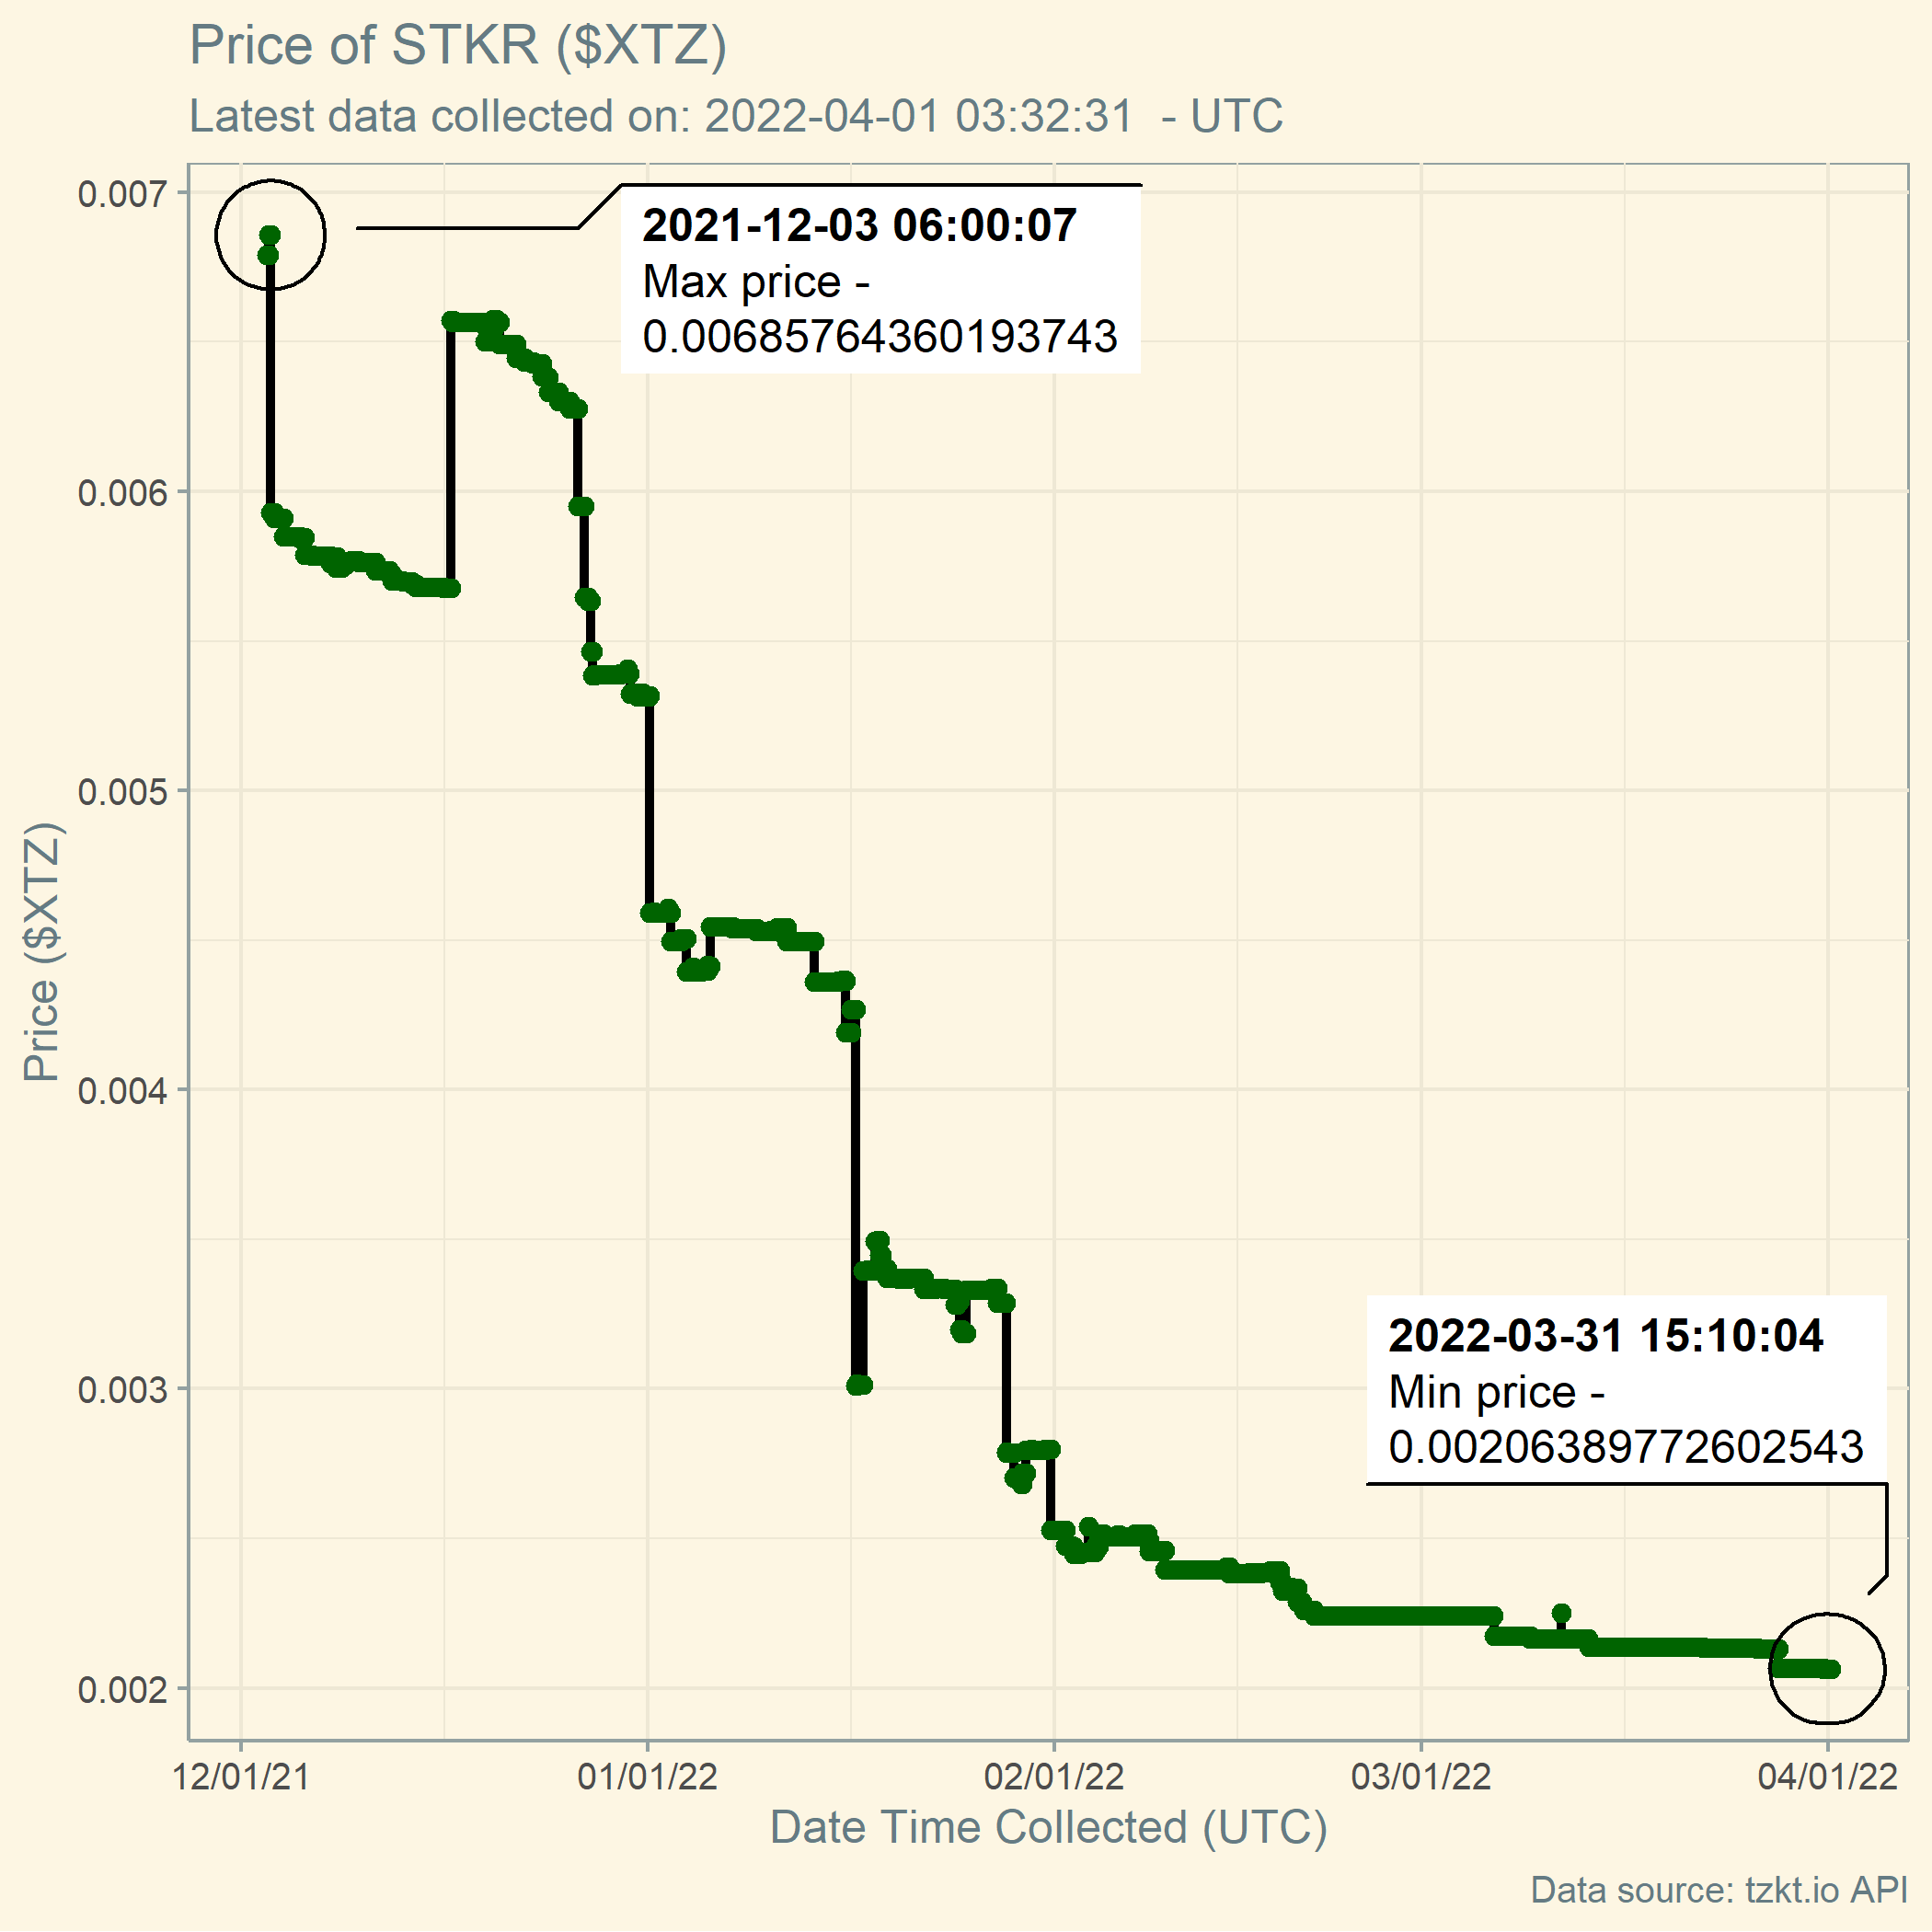 Price of STKR ($XTZ)
Latest data collected on: 2022-04-01 03:32:31  - UTC
0.007
0.006
0.005
0.004
0.003
0.002
Price ($XTZ)
2021-12-03 06:00:07
Max price -
0.00685764360193743
2022-03-31 15:10:04
Min price -
0.00206389772602543
12/01/21
01/01/22
02/01/22
03/01/22
04/01/22
Date Time Collected (UTC)
Data source: tzkt.io API